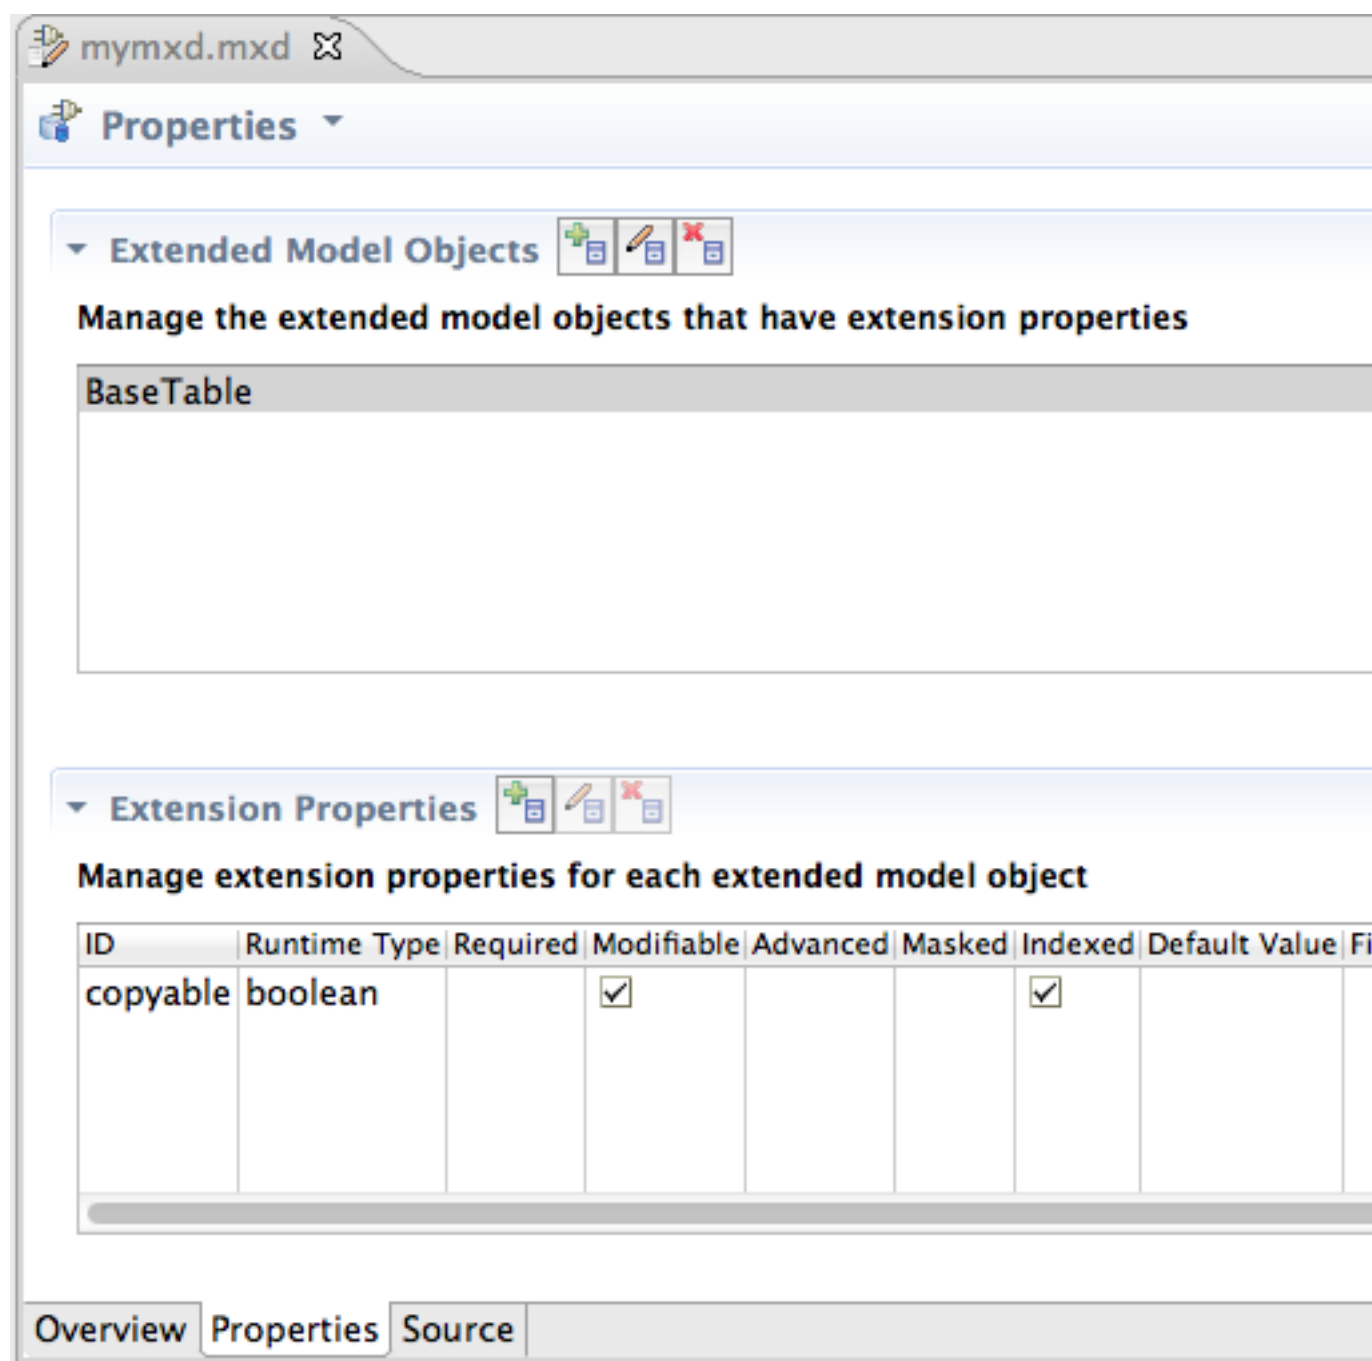 mymxd.mxd
Properties
Extended Model Objects
Manage the extended model objects that have extension properties
BaseTable
Extension Properties
Manage extension properties for each extended model object
ID Runtime Type Required Modifiable Advanced Masked Indexed Default Value Fi
copyable boolean
Overview Properties Source